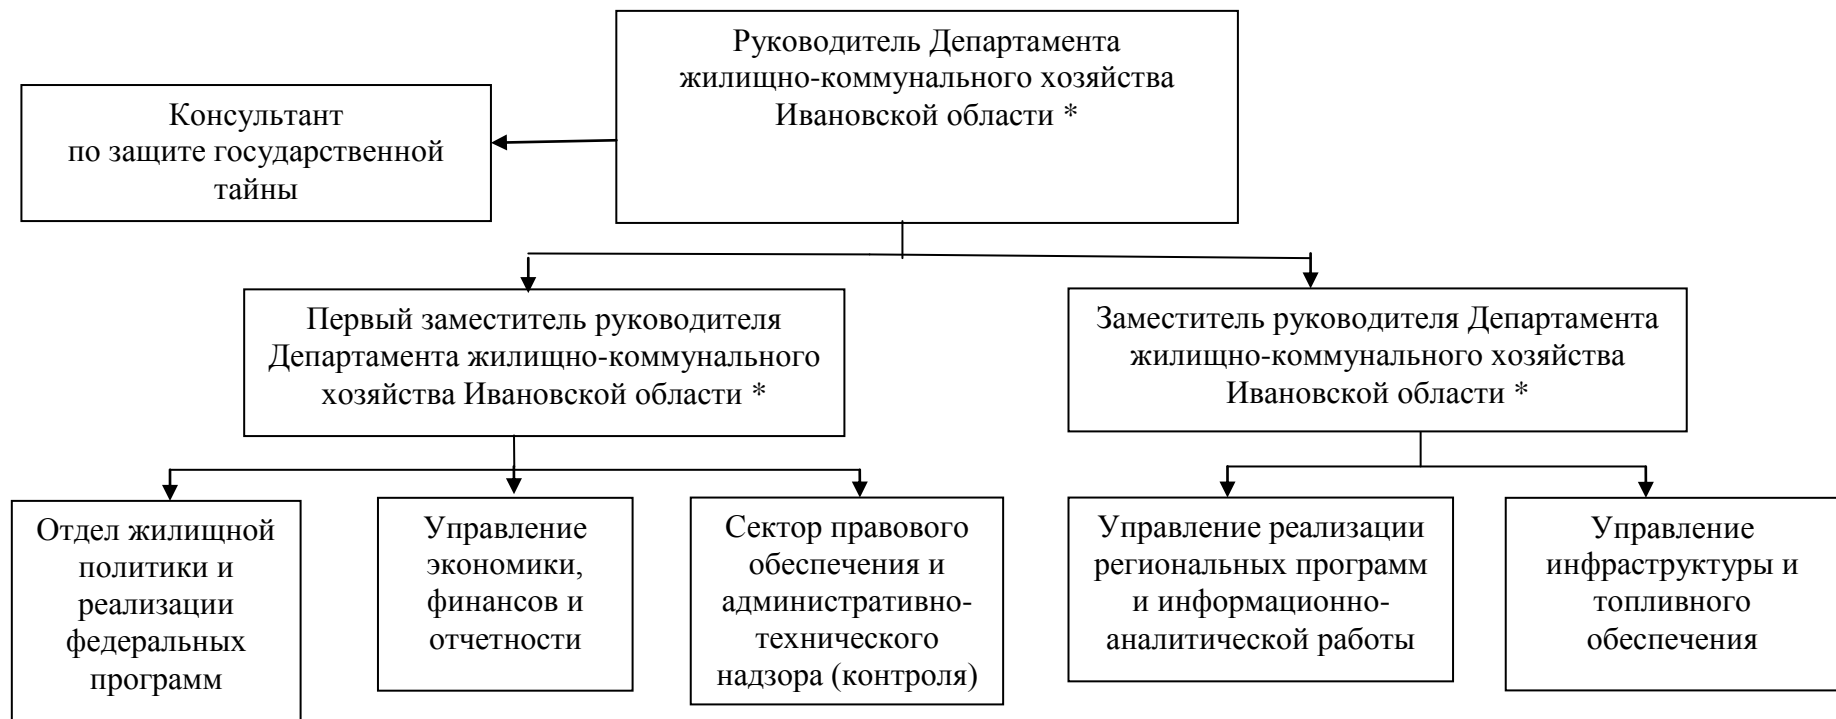 Руководитель Департамента
жилищно-коммунального хозяйства
Ивановской области *
Консультант
по защите государственной
тайны
Первый заместитель руководителя
Департамента жилищно-коммунального
хозяйства Ивановской области *
Заместитель руководителя Департамента
жилищно-коммунального хозяйства
Ивановской области *
Отдел жилищной
политики и
реализации
федеральных
программ
Управление
экономики,
финансов и
отчетности
Сектор правового
обеспечения и
административно-
технического
надзора (контроля)
Управление реализации
региональных программ
и информационно-
аналитической работы
Управление
инфраструктуры и
топливного
обеспечения